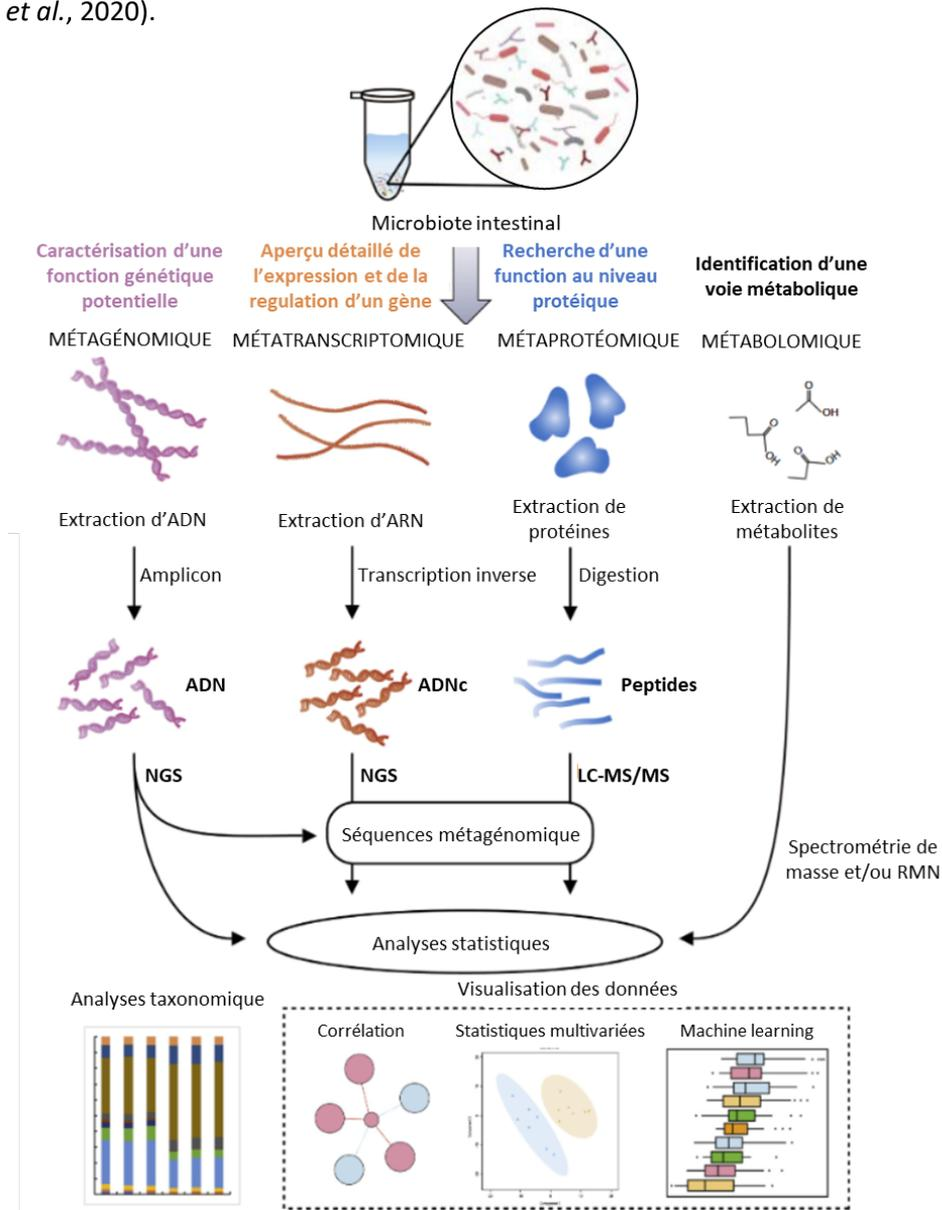 et al., 2020).
Microbiote intestinal
Caractérisation d’une
fonction génétique
potentielle
Aperçu détaillé de
l’expression et de la
regulation d’un gène
Recherche d’une
function au niveau
protéique
Identification d’une
voie métabolique
MÉTAGÉNOMIQUE
MÉTATRANSCRIPTOMIQUE
MÉTAPROTÉOMIQUE
MÉTABOLOMIQUE
O
OH
O
OH
O
OH
Extraction d’ADN
Extraction d’ARN
Extraction de
protéines
Extraction de
métabolites
Amplicon
Transcription inverse
Digestion
ADN
ADNc
Peptides
NGS
NGS
LC-MS/MS
Séquences métagénomique
Spectrométrie de
masse et/ou RMN
Analyses statistiques
Visualisation des données
Analyses taxonomique
Corrélation
Statistiques multivariées
Machine learning